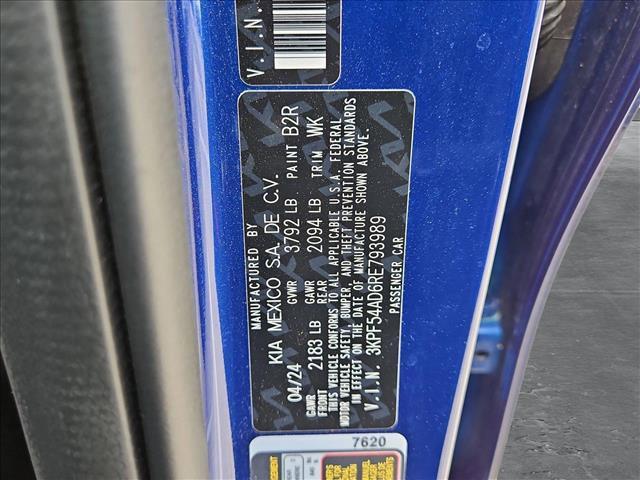 V.I.N.
MANUFACTURED BY
KIA MEXICO S.A. DE C.V.
04/24 GVWR 3792 LB PAINT B2R
GAWR FRONT 2183 LB GAWR REAR 2094 LB TRIM WK
THIS VEHICLE CONFORMS TO ALL APPLICABLE U.S.A. FEDERAL
MOTOR VEHICLE SAFETY, BUMPER, AND THEFT PREVENTION STANDARDS
IN EFFECT ON THE DATE OF MANUFACTURE SHOWN ABOVE.
V.I.N. 3KPF54AD6RE793989
PASSENGER CAR
7620